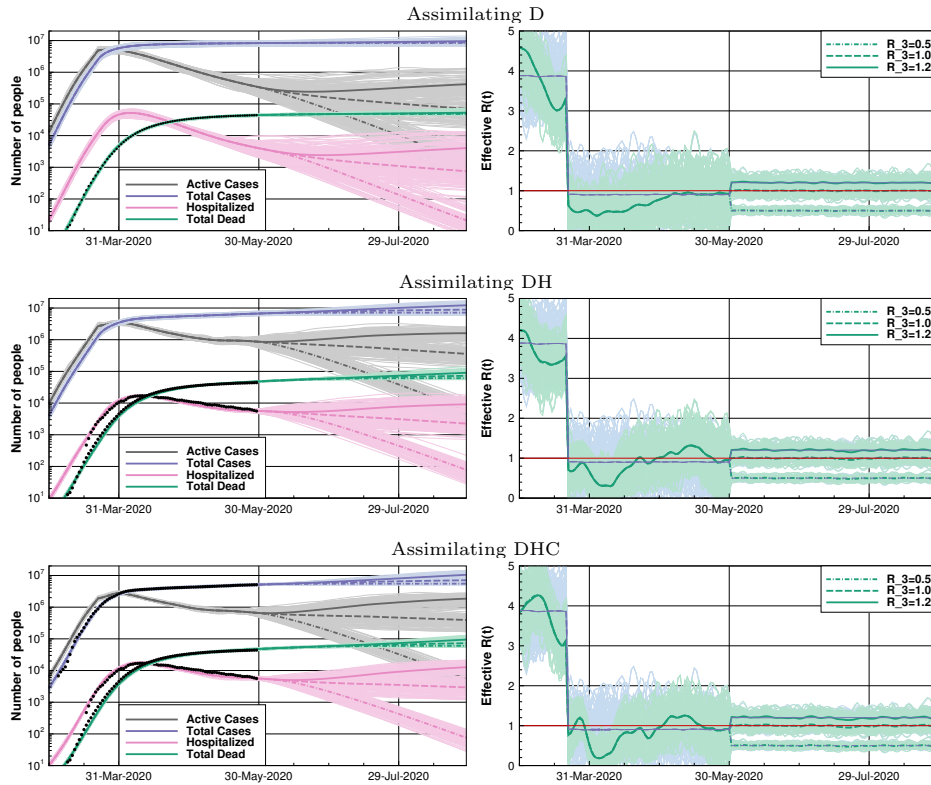 Assimilating D
Number of people
10^7
10^6
10^5
10^4
10^3
10^2
10^1
Active Cases
Total Cases
Hospitalized
Total Dead
31-Mar-2020 30-May-2020 29-Jul-2020
Effective R(t)
5
4
3
2
1
0
R_3=0.5
R_3=1.0
R_3=1.2
31-Mar-2020 30-May-2020 29-Jul-2020
Assimilating DH
Number of people
10^7
10^6
10^5
10^4
10^3
10^2
10^1
Active Cases
Total Cases
Hospitalized
Total Dead
31-Mar-2020 30-May-2020 29-Jul-2020
Effective R(t)
5
4
3
2
1
0
R_3=0.5
R_3=1.0
R_3=1.2
31-Mar-2020 30-May-2020 29-Jul-2020
Assimilating DHC
Number of people
10^7
10^6
10^5
10^4
10^3
10^2
10^1
Active Cases
Total Cases
Hospitalized
Total Dead
31-Mar-2020 30-May-2020 29-Jul-2020
Effective R(t)
5
4
3
2
1
0
R_3=0.5
R_3=1.0
R_3=1.2
31-Mar-2020 30-May-2020 29-Jul-2020